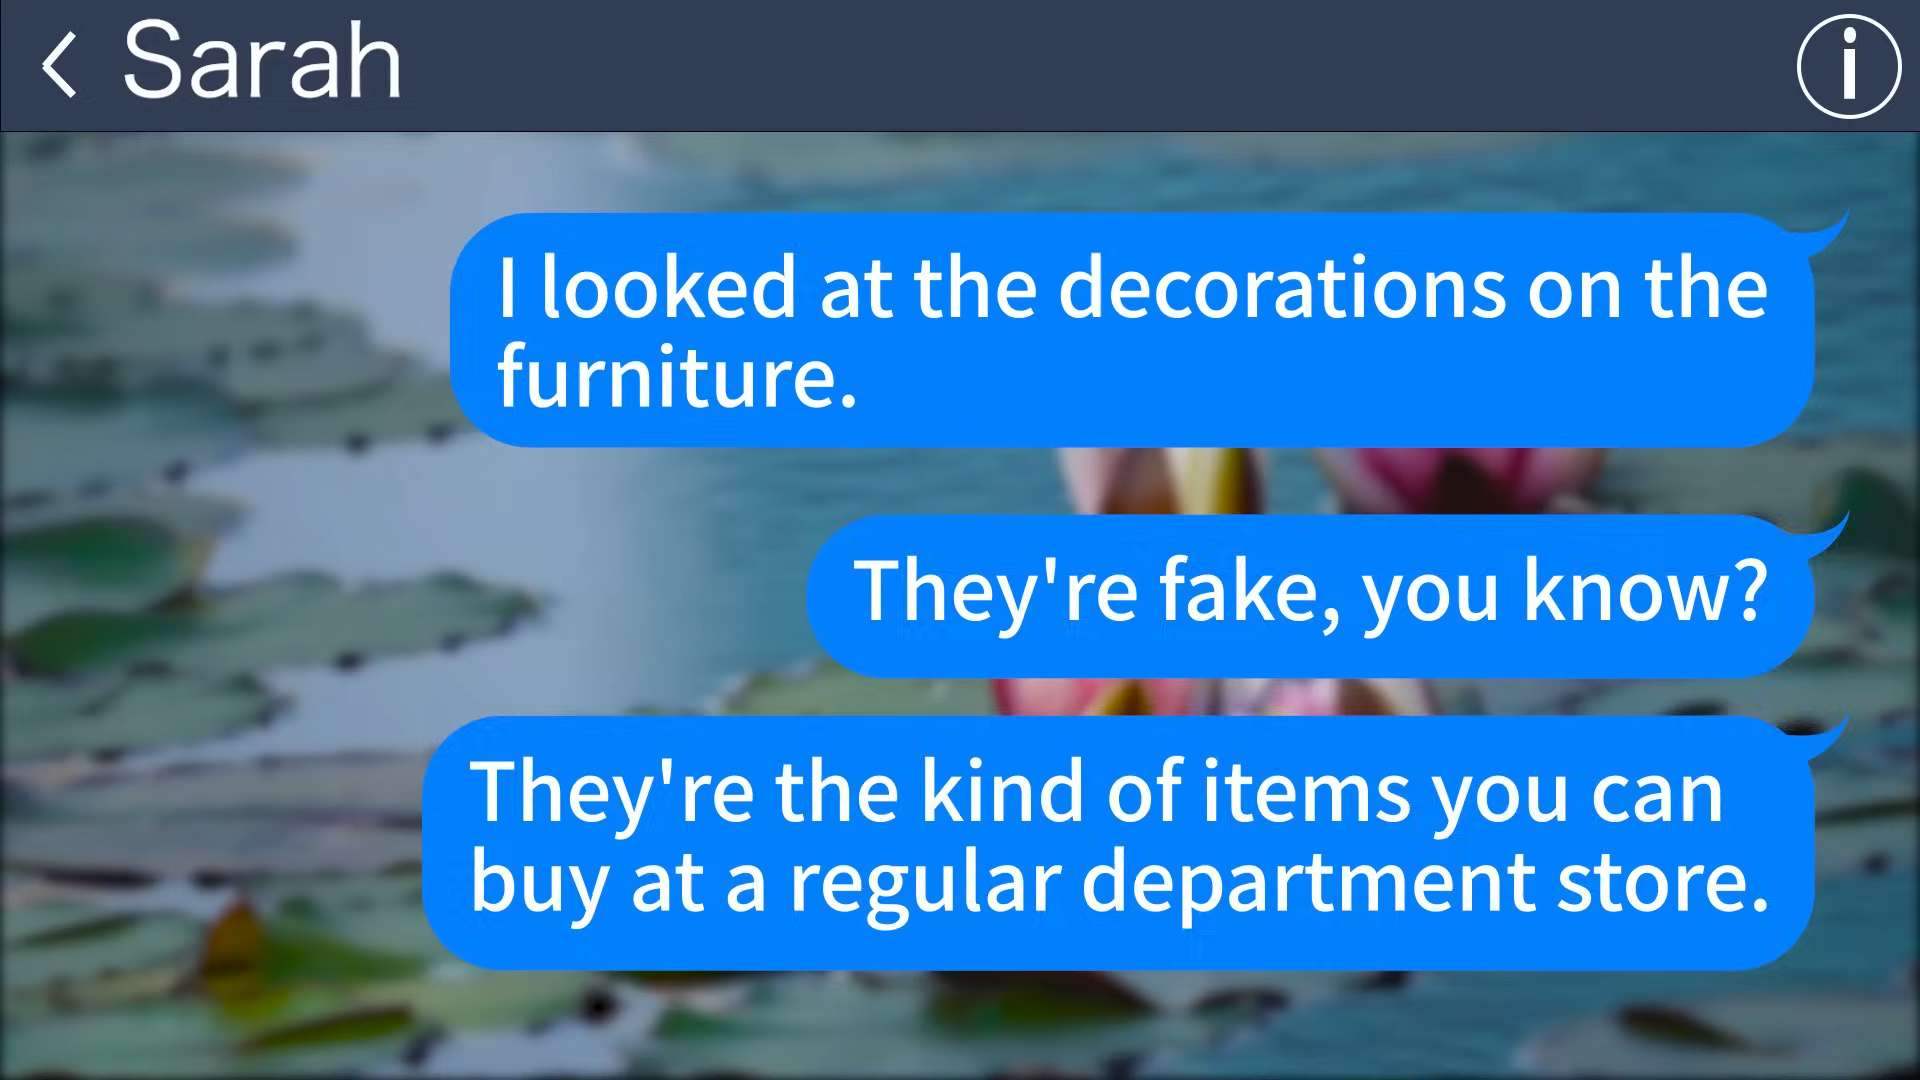 Sarah
I looked at the decorations on the
furniture.
They're fake, you know?
They're the kind of items you can
buy at a regular department store.